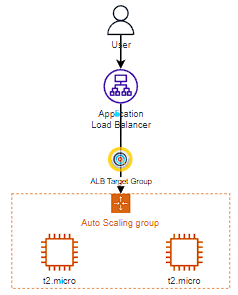 User
Application
Load Balancer
ALB Target Group
Auto Scaling group
t2.micro
t2.micro